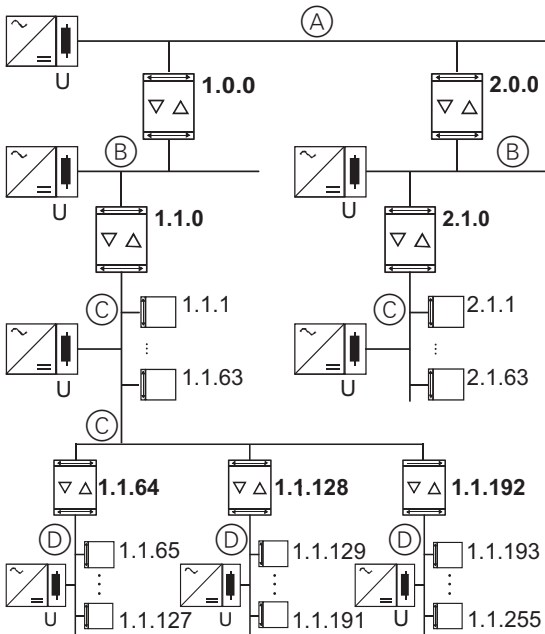 A
U
1.0.0
2.0.0
B
B
U
U
1.1.0
2.1.0
C
1.1.1
C
2.1.1
U
1.1.63
U
2.1.63
C
1.1.64
1.1.128
1.1.192
D
1.1.65
D
1.1.129
D
1.1.193
U
1.1.127
U
1.1.191
U
1.1.255